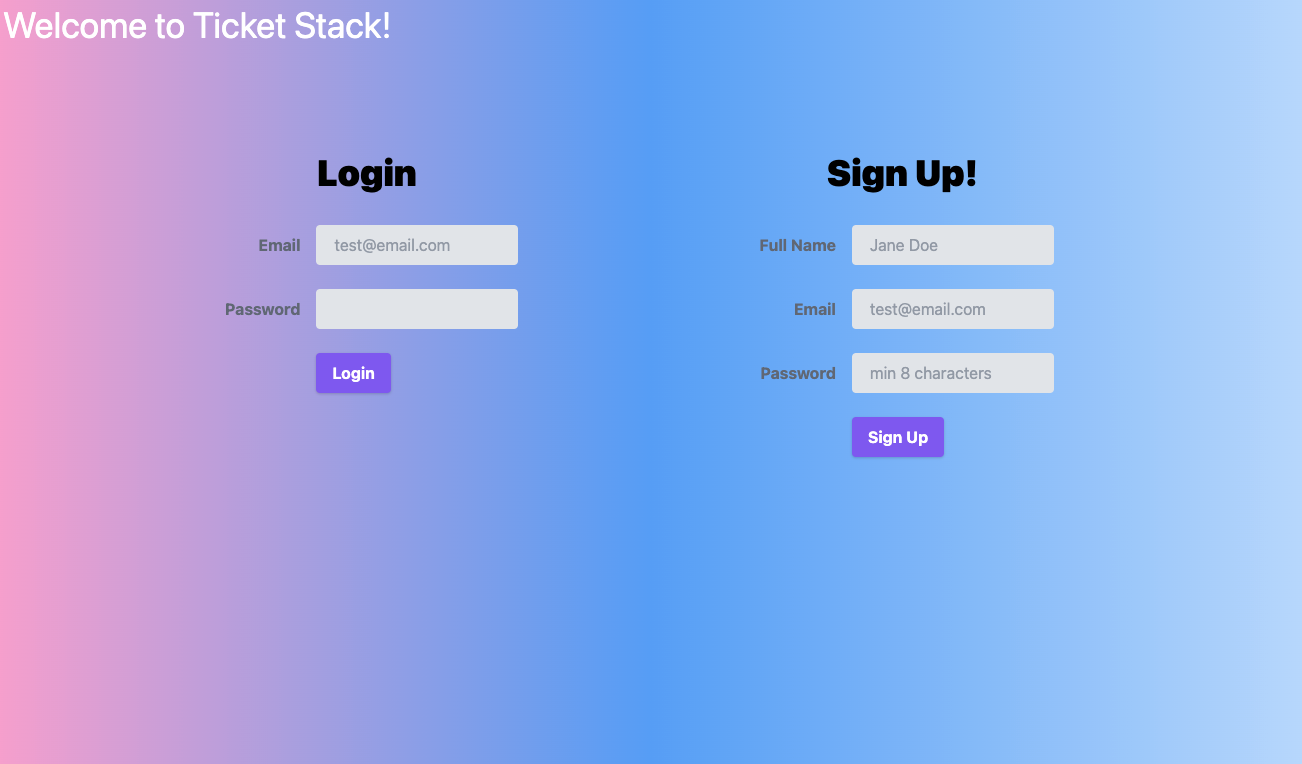 Welcome to Ticket Stack!
Login
Email
test@email.com
Password
Login
Sign Up!
Full Name
Jane Doe
Email
test@email.com
Password
min 8 characters
Sign Up